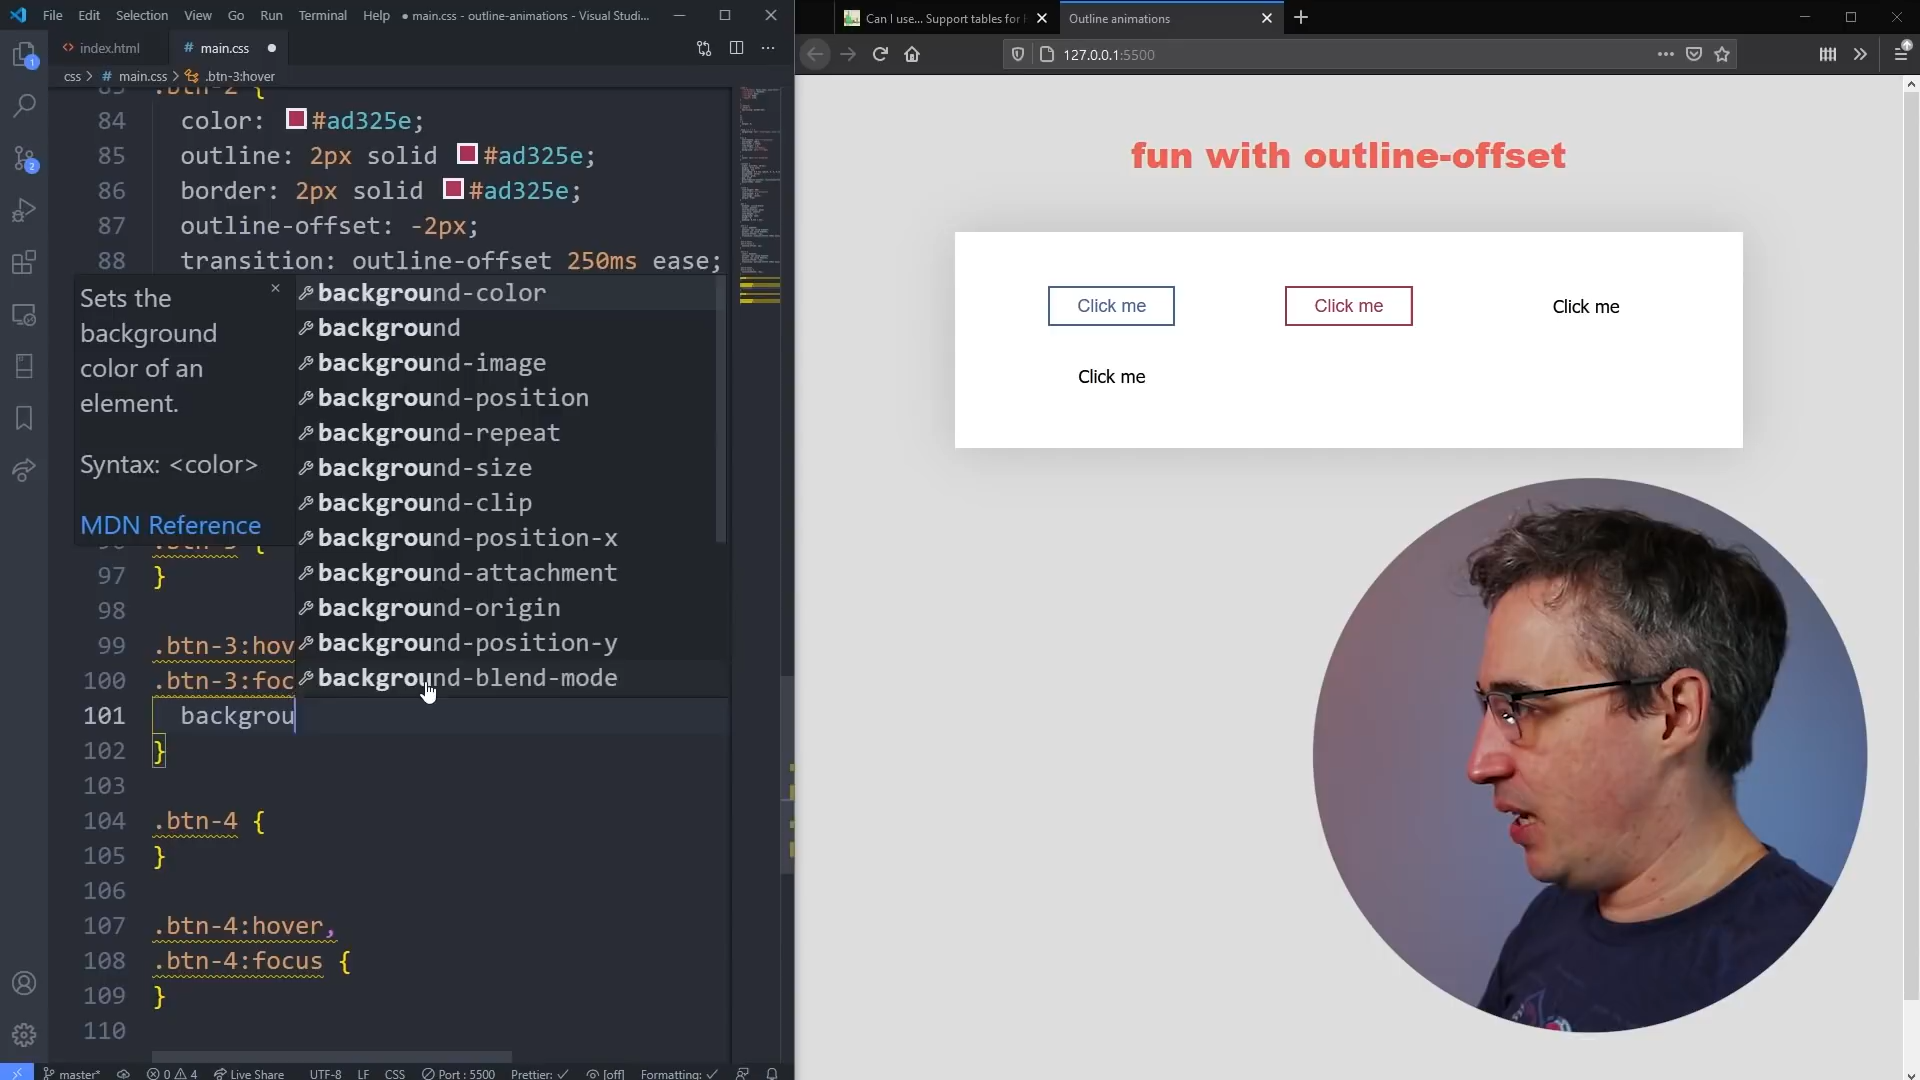 File Edit Selection View Go Run Terminal Help
● main.css - outline-animations - Visual Studi...
index.html
# main.css ●
css > # main.css > .btn-3:hover
.btn-2 {
84 color: #ad325e;
85 outline: 2px solid #ad325e;
86 border: 2px solid #ad325e;
87 outline-offset: -2px;
88 transition: outline-offset 250ms ease;
Sets the
background
color of an
element.
Syntax: <color>
MDN Reference
background-color
background
background-image
background-position
background-repeat
background-size
background-clip
background-position-x
background-attachment
background-origin
background-position-y
background-blend-mode
97 }
98
99 .btn-3:hov
100 .btn-3:foc
101 backgrou
102 }
103
104 .btn-4 {
105 }
106
107 .btn-4:hover,
108 .btn-4:focus {
109 }
110
master* 0 4 Live Share UTF-8 LF CSS Port : 5500 Prettier: ✓ [off] Formatting: ✓
1
2
Can I use... Support tables for
Outline animations
127.0.0.1:5500
fun with outline-offset
Click me
Click me
Click me
Click me